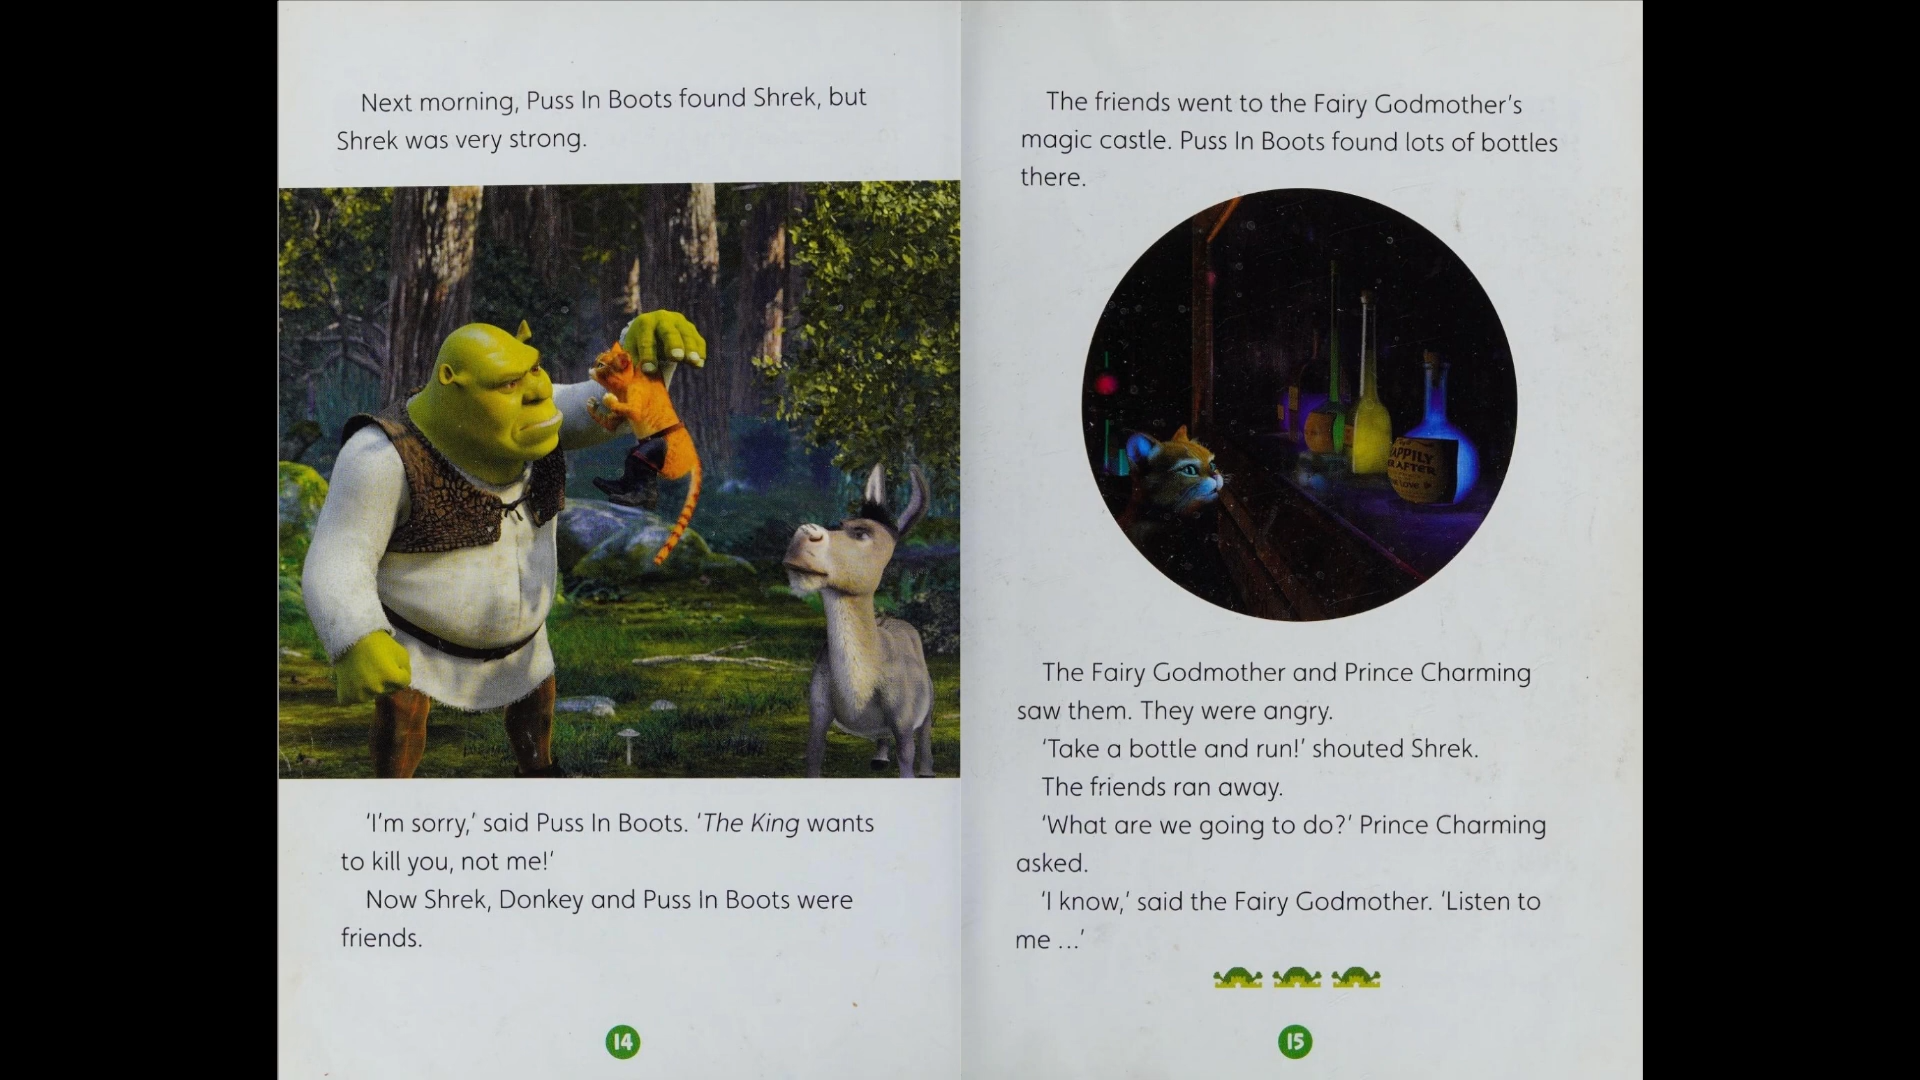 Next morning, Puss In Boots found Shrek, but
Shrek was very strong.
'I'm sorry,' said Puss In Boots. 'The King wants
to kill you, not me!'
Now Shrek, Donkey and Puss In Boots were
friends.
14
The friends went to the Fairy Godmother's
magic castle. Puss In Boots found lots of bottles
there.
APPILY
ERAFTER
The Fairy Godmother and Prince Charming
saw them. They were angry.
'Take a bottle and run!' shouted Shrek.
The friends ran away.
'What are we going to do?' Prince Charming
asked.
'I know,' said the Fairy Godmother. 'Listen to
me ...'
15